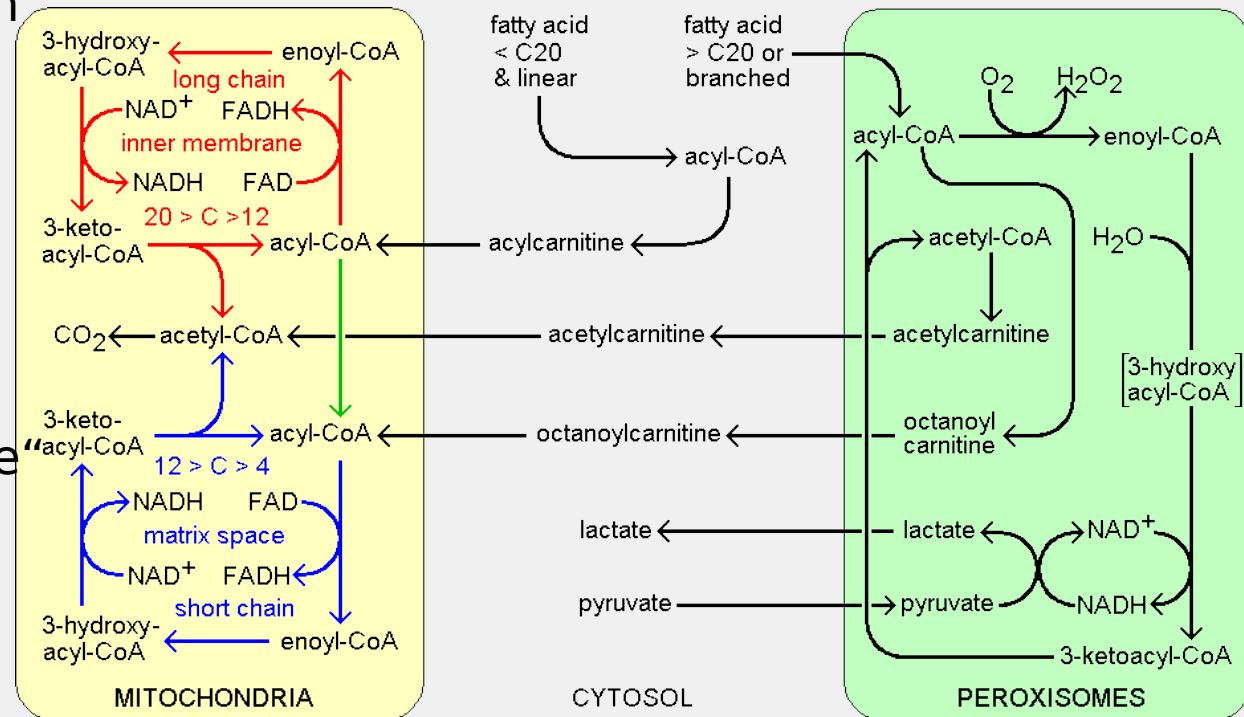 n
3-hydroxy-
acyl-CoA
enoyl-CoA
long chain
NAD+
FADH
inner membrane
NADH
FAD
20 > C >12
3-keto-
acyl-CoA
acyl-CoA
CO2
acetyl-CoA
3-keto-
e“acyl-CoA
acyl-CoA
12 > C > 4
NADH
FAD
matrix space
NAD+
FADH
short chain
3-hydroxy-
acyl-CoA
enoyl-CoA
MITOCHONDRIA
fatty acid
< C20
& linear
fatty acid
> C20 or
branched
acyl-CoA
acylcarnitine
acetylcarnitine
octanoylcarnitine
lactate
pyruvate
CYTOSOL
O2
H2O2
acyl-CoA
enoyl-CoA
acetyl-CoA
H2O
acetylcarnitine
[3-hydroxy
acyl-CoA]
octanoyl
carnitine
lactate
NAD+
pyruvate
NADH
3-ketoacyl-CoA
PEROXISOMES